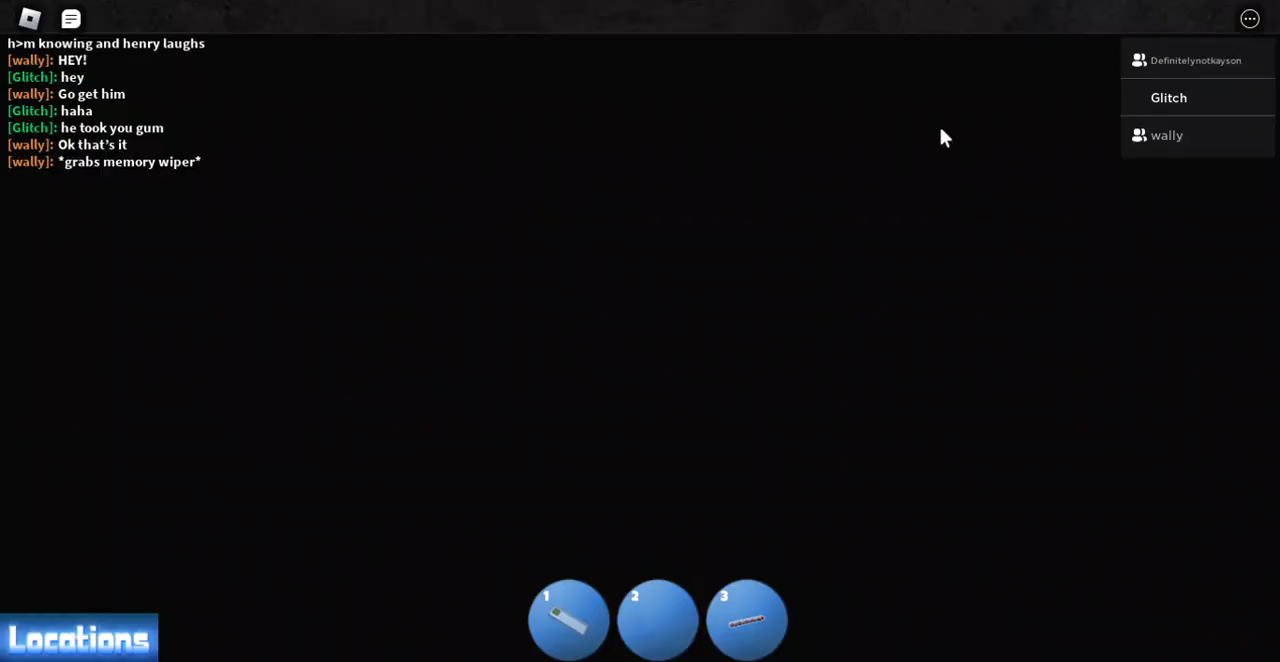 h>m knowing and henry laughs
[wally]: HEY!
[Glitch]: hey
[wally]: Go get him
[Glitch]: haha
[Glitch]: he took you gum
[wally]: Ok that's it
[wally]: *grabs memory wiper*
Definitelynotkayson
Glitch
wally
1
2
3
Locations